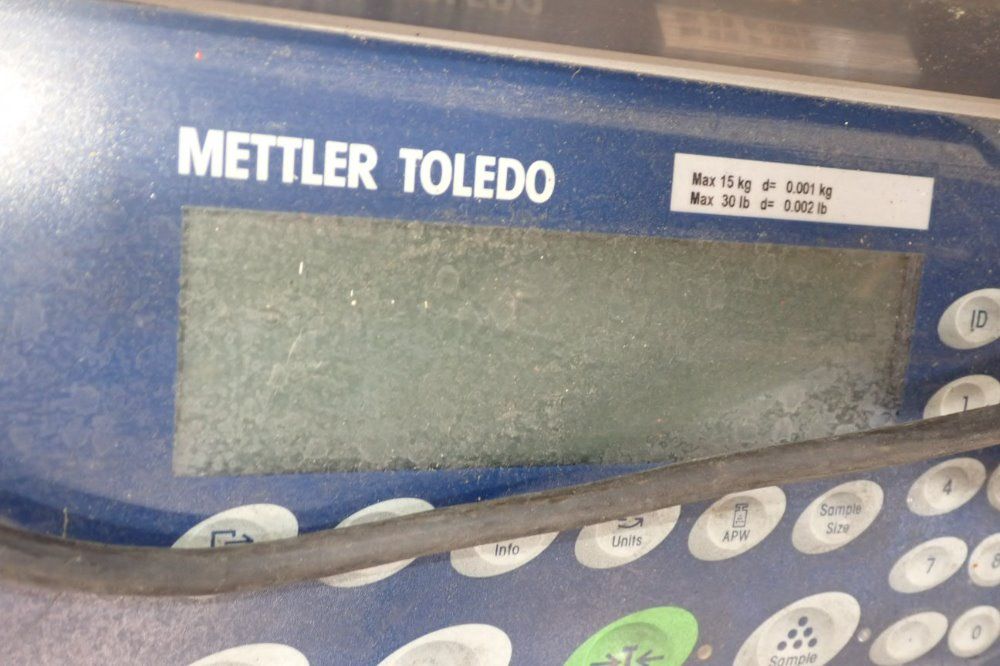 METTLER TOLEDO
Max 15 kg d= 0.001 kg
Max 30 lb d= 0.002 lb
ID
1
Info
Units
APW
Sample
Size
4
7
8
0
Sample